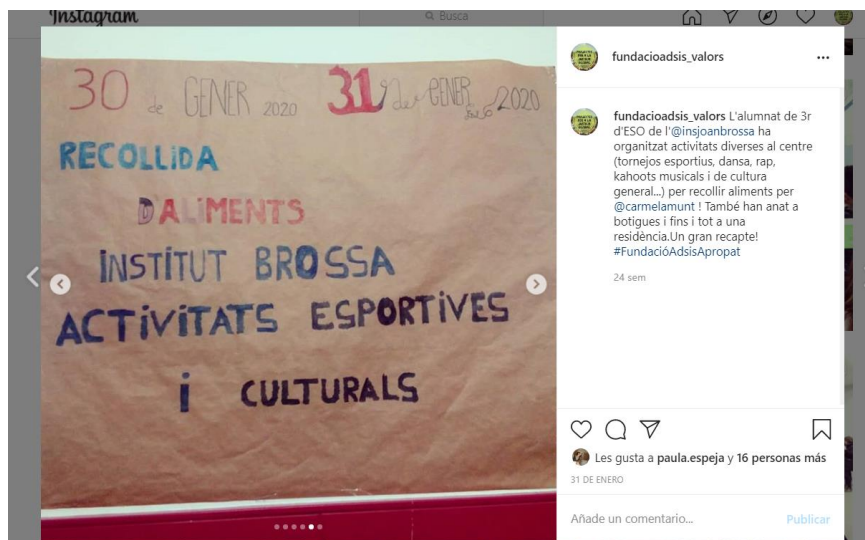 Instagram
Busca
30 de GENER 2020 31 de GENER 2020
RECOLLIDA
D'ALIMENTS
INSTITUT BROSSA
ACTIVITATS ESPORTIVES
i CULTURALS
fundacioadsis_valors
fundacioadsis_valors L'alumnat de 3r
d'ESO de l'@insjoanbrossa ha
organitzat activitats diverses al centre
(tornejos esportius, dansa, rap,
kahoots musicals i de cultura
general...) per recollir aliments per
@carmelamunt ! També han anat a
botigues i fins i tot a una
residència.Un gran recapte!
#FundacióAdsisApropat
24 sem
Les gusta a paula.espeja y 16 personas más
31 DE ENERO
Añade un comentario...
Publicar